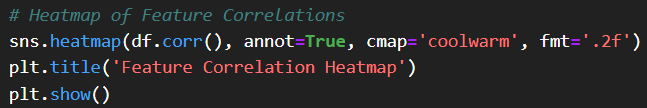 # Heatmap of Feature Correlations
sns.heatmap(df.corr(), annot=True, cmap='coolwarm', fmt='.2f')
plt.title('Feature Correlation Heatmap')
plt.show()